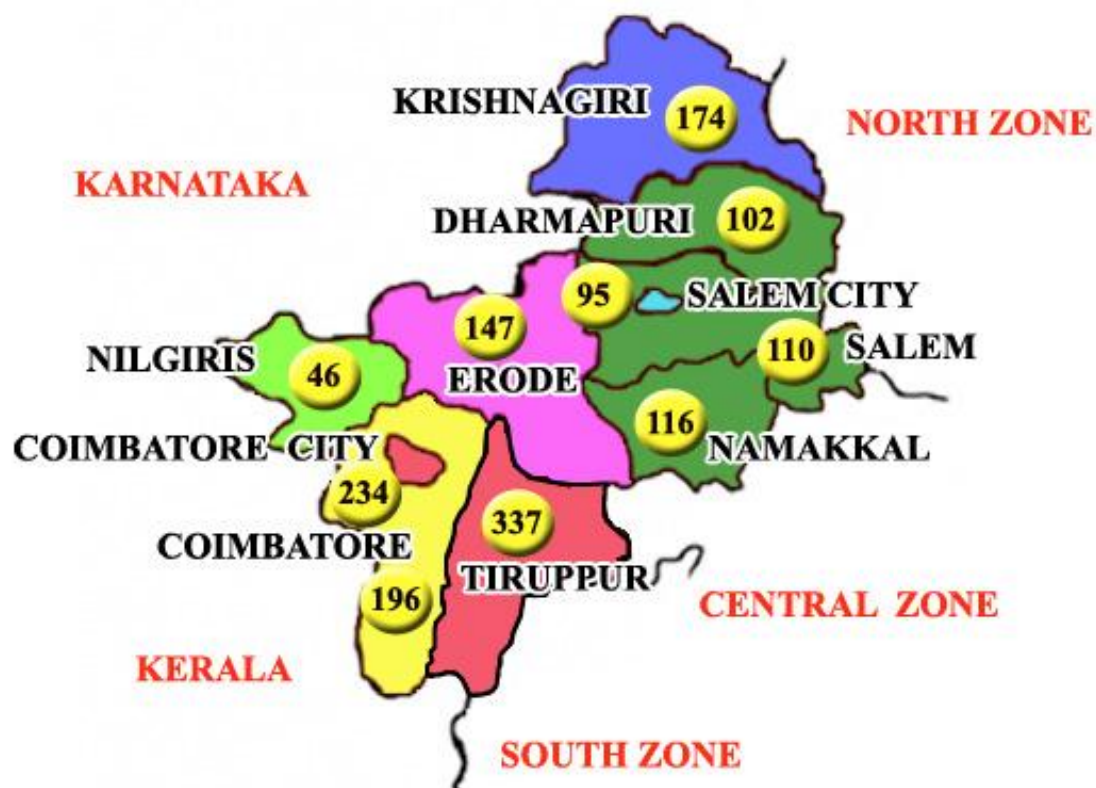 KRISHNAGIRI
174
NORTH ZONE
KARNATAKA
DHARMAPURI
102
95
SALEM CITY
147
NILGIRIS
46
ERODE
110
SALEM
COIMBATORE CITY
116
NAMAKKAL
234
337
COIMBATORE
TIRUPPUR
196
CENTRAL ZONE
KERALA
SOUTH ZONE